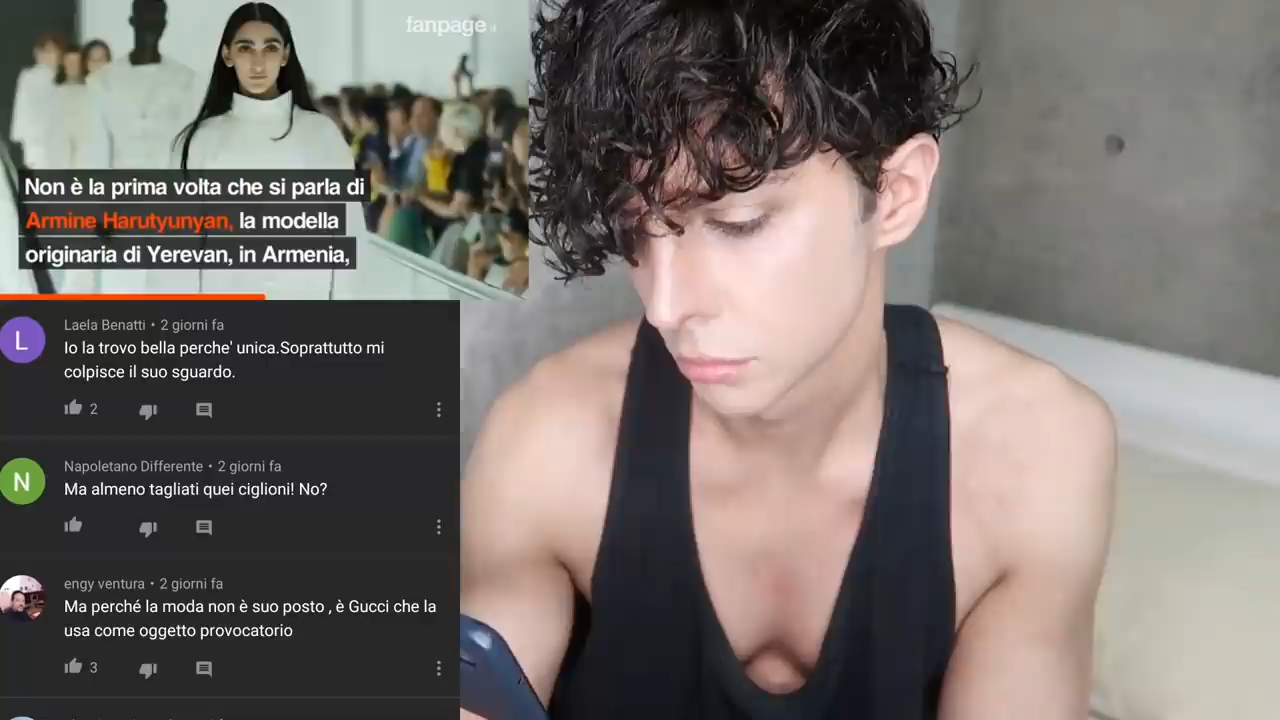 fanpage.it
Non è la prima volta che si parla di
Armine Harutyunyan, la modella
originaria di Yerevan, in Armenia,
L
Laela Benatti • 2 giorni fa
Io la trovo bella perche' unica.Soprattutto mi
colpisce il suo sguardo.
2
N
Napoletano Differente • 2 giorni fa
Ma almeno tagliati quei ciglioni! No?
engy ventura • 2 giorni fa
Ma perché la moda non è suo posto , è Gucci che la
usa come oggetto provocatorio
3